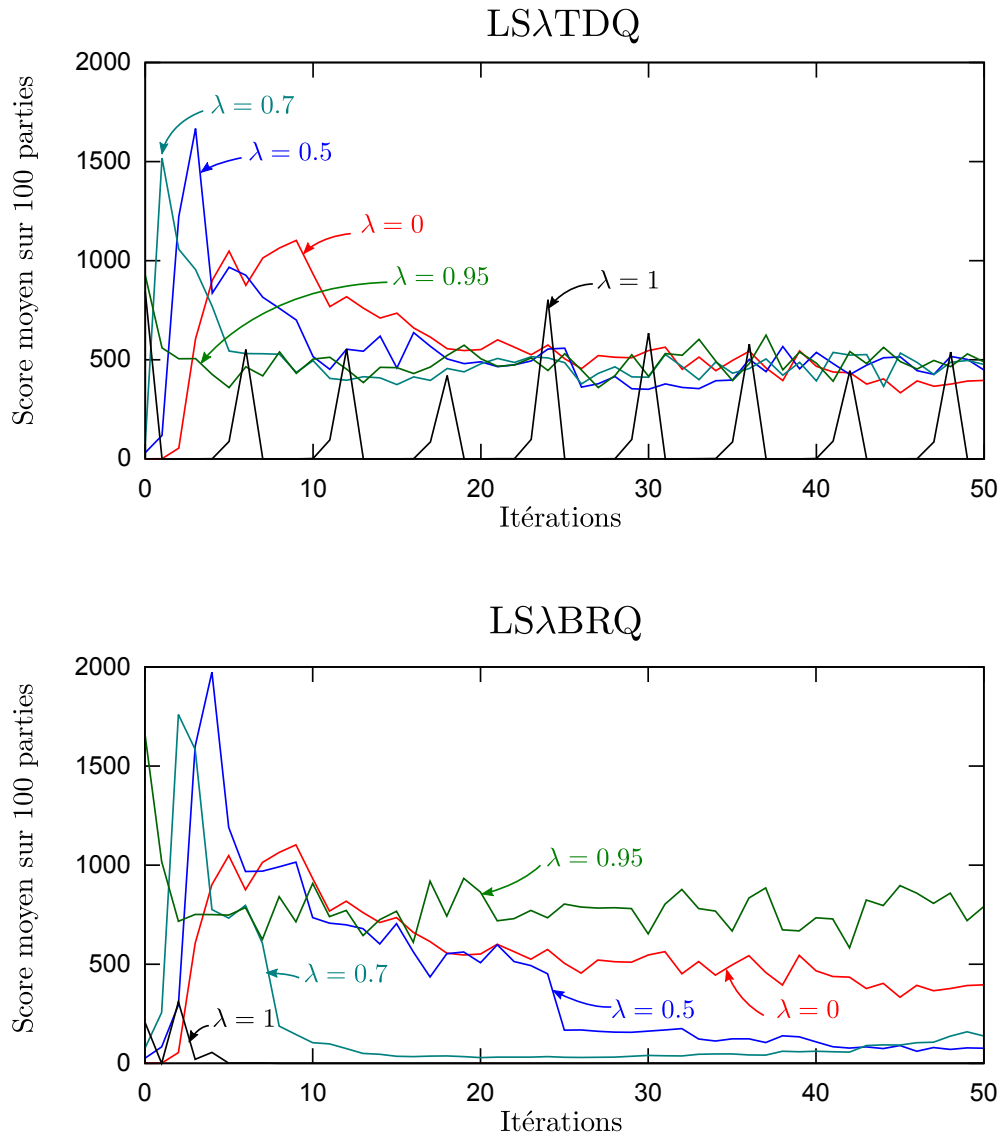 LSλTDQ
Score moyen sur 100 parties
2000
1500
1000
500
0
λ = 0.7
λ = 0.5
λ = 0
λ = 0.95
λ = 1
0 10 20 30 40 50
Itérations
LSλBRQ
Score moyen sur 100 parties
2000
1500
1000
500
0
λ = 0.95
λ = 0.7
λ = 0.5
λ = 0
λ = 1
0 10 20 30 40 50
Itérations